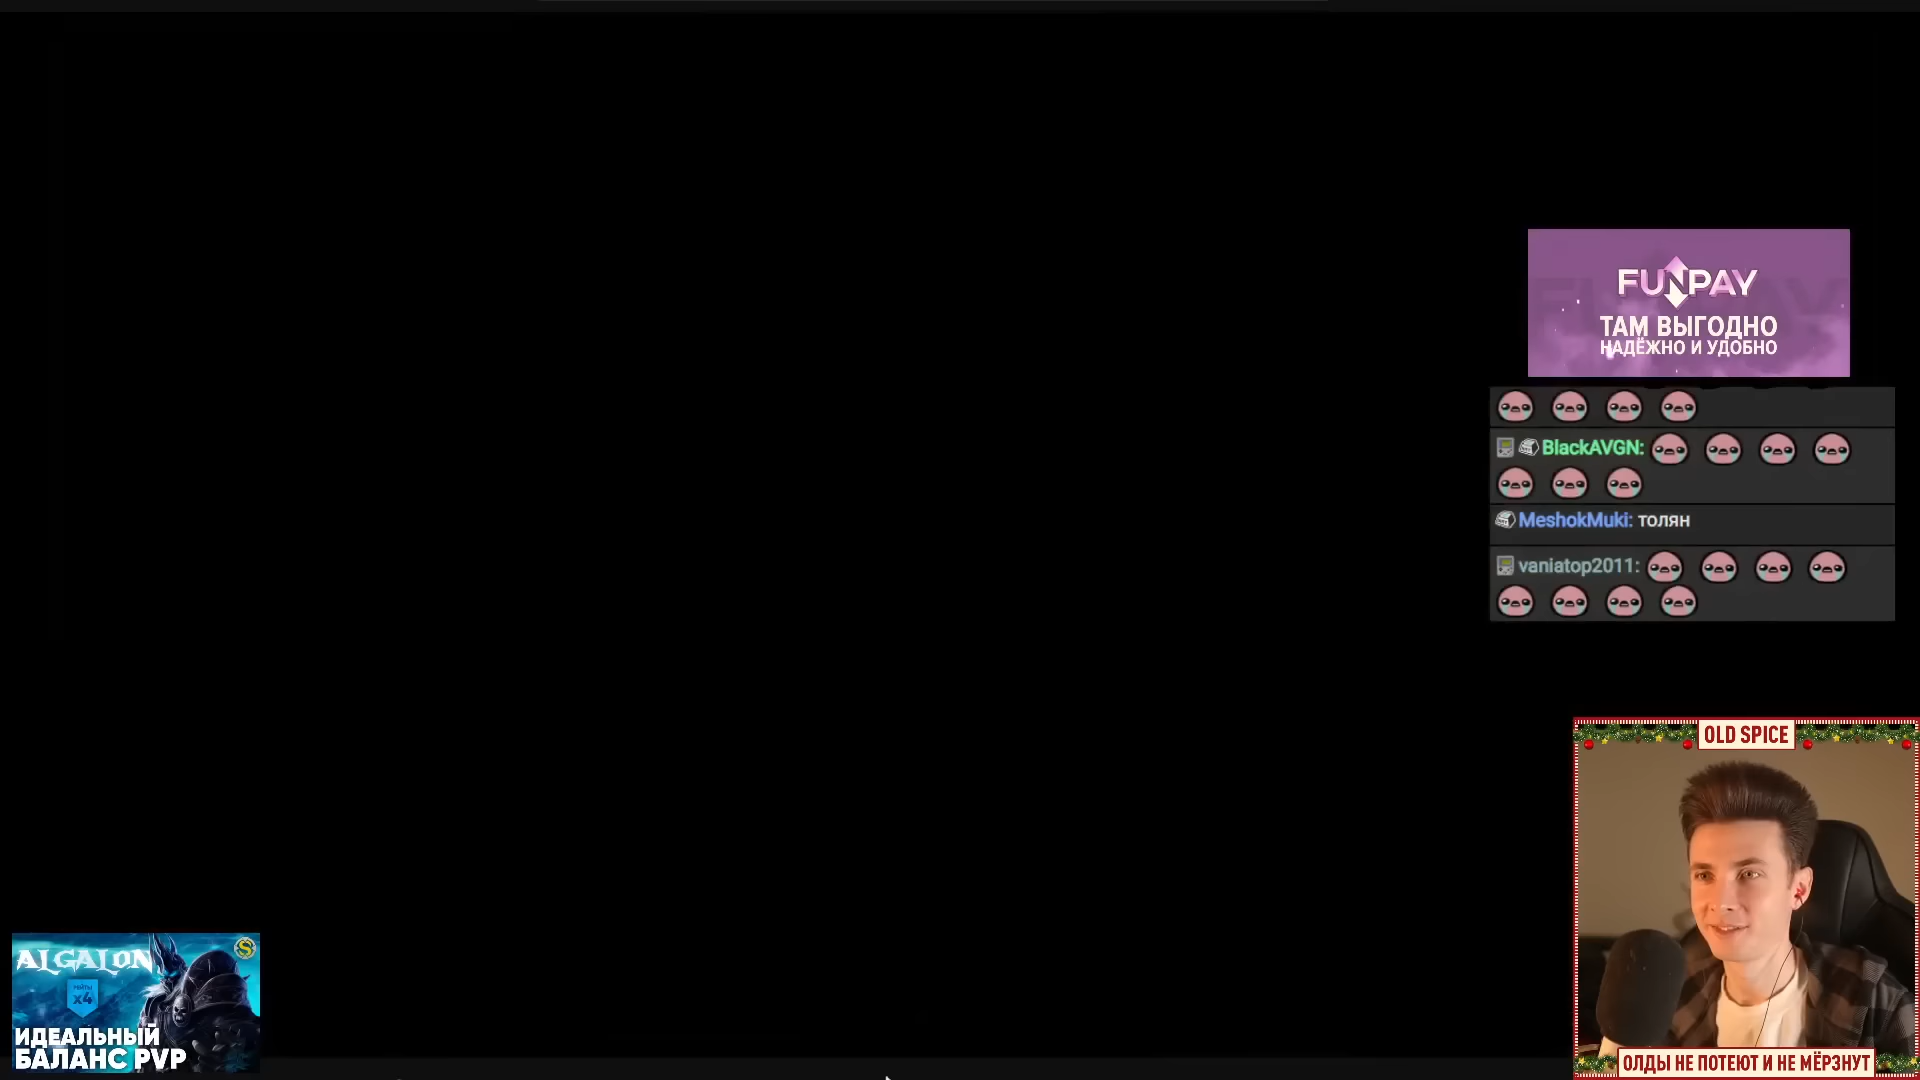 FUNPAY
ТАМ ВЫГОДНО
НАДЁЖНО И УДОБНО
BlackAVGN:
MeshokMuki: толян
vaniatop2011:
OLD SPICE
ALGALON
S
x4
ИДЕАЛЬНЫЙ
БАЛАНС PVP
ОЛДЫ НЕ ПОТЕЮТ И НЕ МЁРЗНУТ